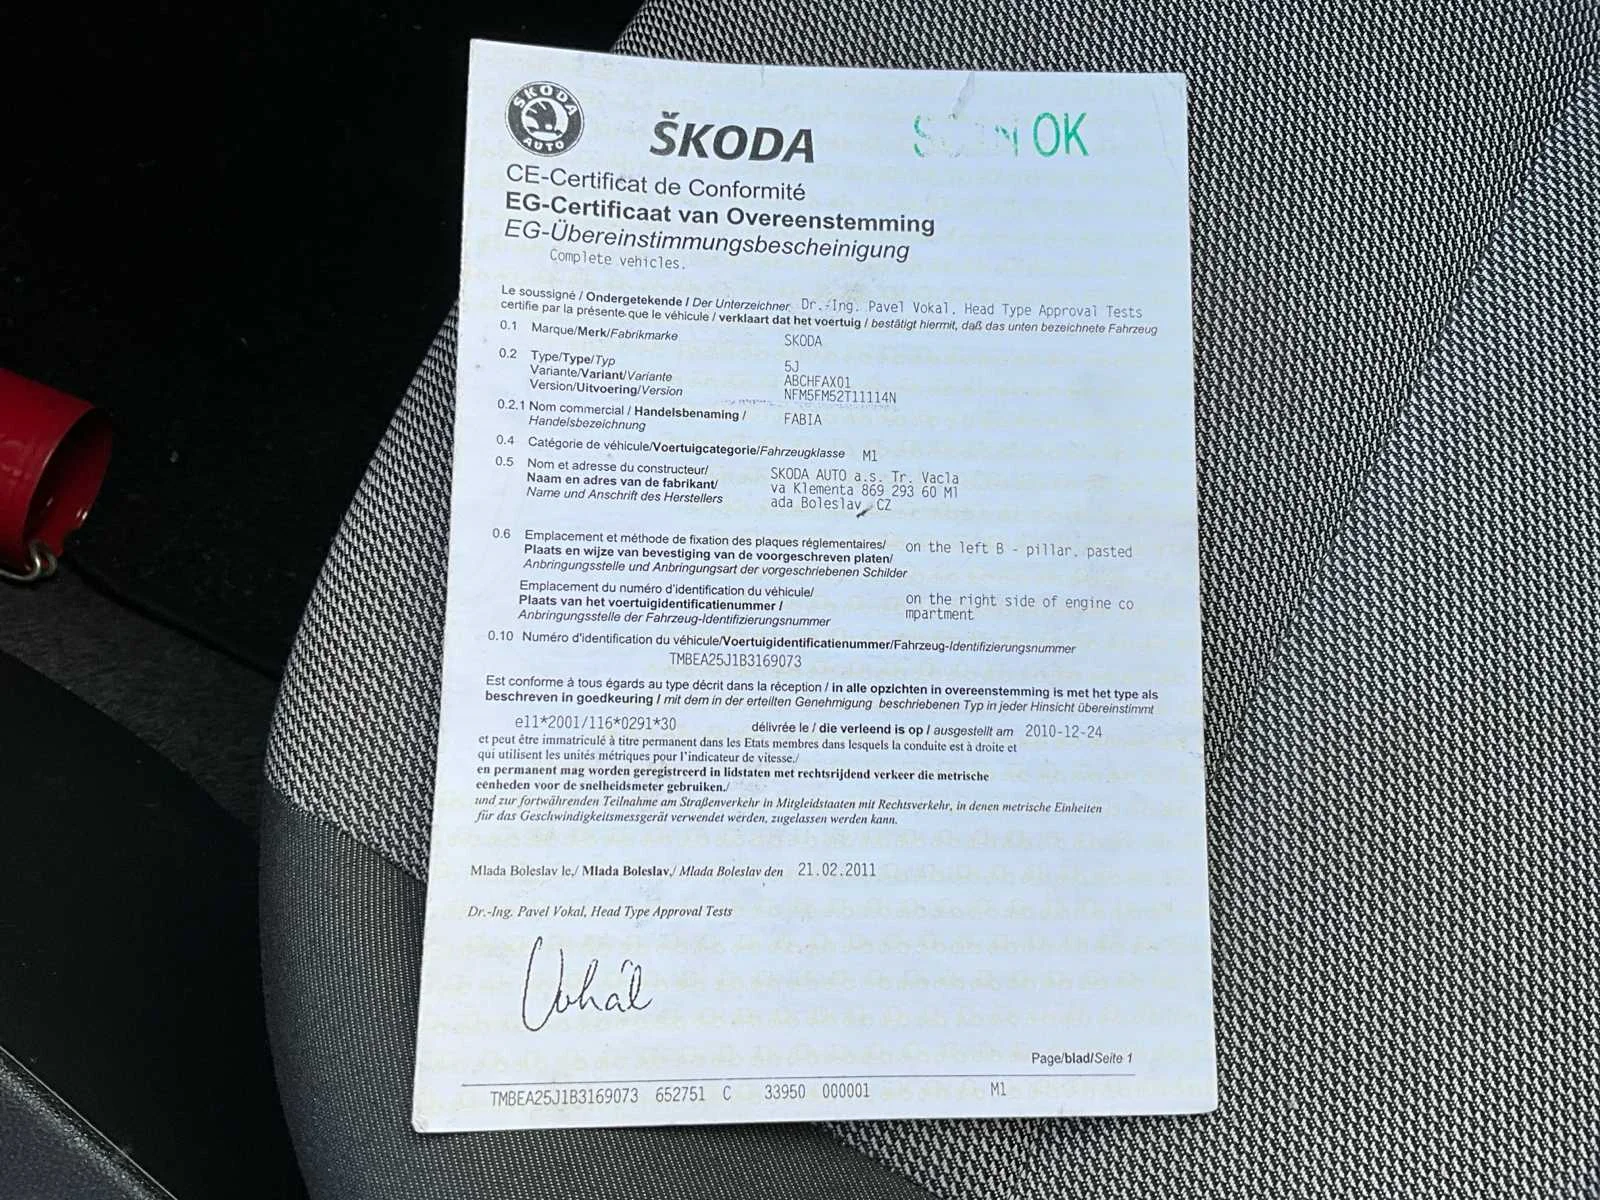 SKODA
AUTO
ŠKODA
OK
CE-Certificat de Conformité
EG-Certificaat van Overeenstemming
EG-Übereinstimmungsbescheinigung
Complete vehicles.
Le soussigné / Ondergetekende / Der Unterzeichner Dr.-Ing. Pavel Vokal, Head Type Approval Tests
certifie par la présente que le véhicule / verklaart dat het voertuig / bestätigt hiermit, daß das unten bezeichnete Fahrzeug
0.1 Marque/Merk/Fabrikmarke SKODA
0.2 Type/Type/Typ 5J
Variante/Variant/Variante ABCHFAX01
Version/Uitvoering/Version NFM5FM52T11114N
0.2.1 Nom commercial / Handelsbenaming / FABIA
Handelsbezeichnung
0.4 Catégorie de véhicule/Voertuigcategorie/Fahrzeugklasse M1
0.5 Nom et adresse du constructeur/ SKODA AUTO a.s. Tr. Vacla
Naam en adres van de fabrikant/ va Klementa 869 293 60 Ml
Name und Anschrift des Herstellers ada Boleslav, CZ
0.6 Emplacement et méthode de fixation des plaques réglementaires/ on the left B - pillar, pasted
Plaats en wijze van bevestiging van de voorgeschreven platen/
Anbringungsstelle und Anbringungsart der vorgeschriebenen Schilder
Emplacement du numéro d'identification du véhicule/
Plaats van het voertuigidentificatienummer / on the right side of engine co
Anbringungsstelle der Fahrzeug-Identifizierungsnummer mpartment
0.10 Numéro d'identification du véhicule/Voertuigidentificatienummer/Fahrzeug-Identifizierungsnummer
TMBEA25J1B3169073
Est conforme à tous égards au type décrit dans la réception / in alle opzichten in overeenstemming is met het type als
beschreven in goedkeuring / mit dem in der erteilten Genehmigung beschriebenen Typ in jeder Hinsicht übereinstimmt
e11*2001/116*0291*30 délivrée le / die verleend is op / ausgestellt am 2010-12-24
et peut être immatriculé à titre permanent dans les Etats membres dans lesquels la conduite est à droite et
qui utilisent les unités métriques pour l'indicateur de vitesse./
en permanent mag worden geregistreerd in lidstaten met rechtsrijdend verkeer die metrische
eenheden voor de snelheidsmeter gebruiken./
und zur fortwährenden Teilnahme am Straßenverkehr in Mitgliedstaaten mit Rechtsverkehr, in denen metrische Einheiten
für das Geschwindigkeitsmessgerät verwendet werden, zugelassen werden kann.
Mlada Boleslav le,/ Mlada Boleslav,/ Mlada Boleslav den 21.02.2011
Dr.-Ing. Pavel Vokal, Head Type Approval Tests
Vokál
Page/blad/Seite 1
TMBEA25J1B3169073 652751 C 33950 000001 M1